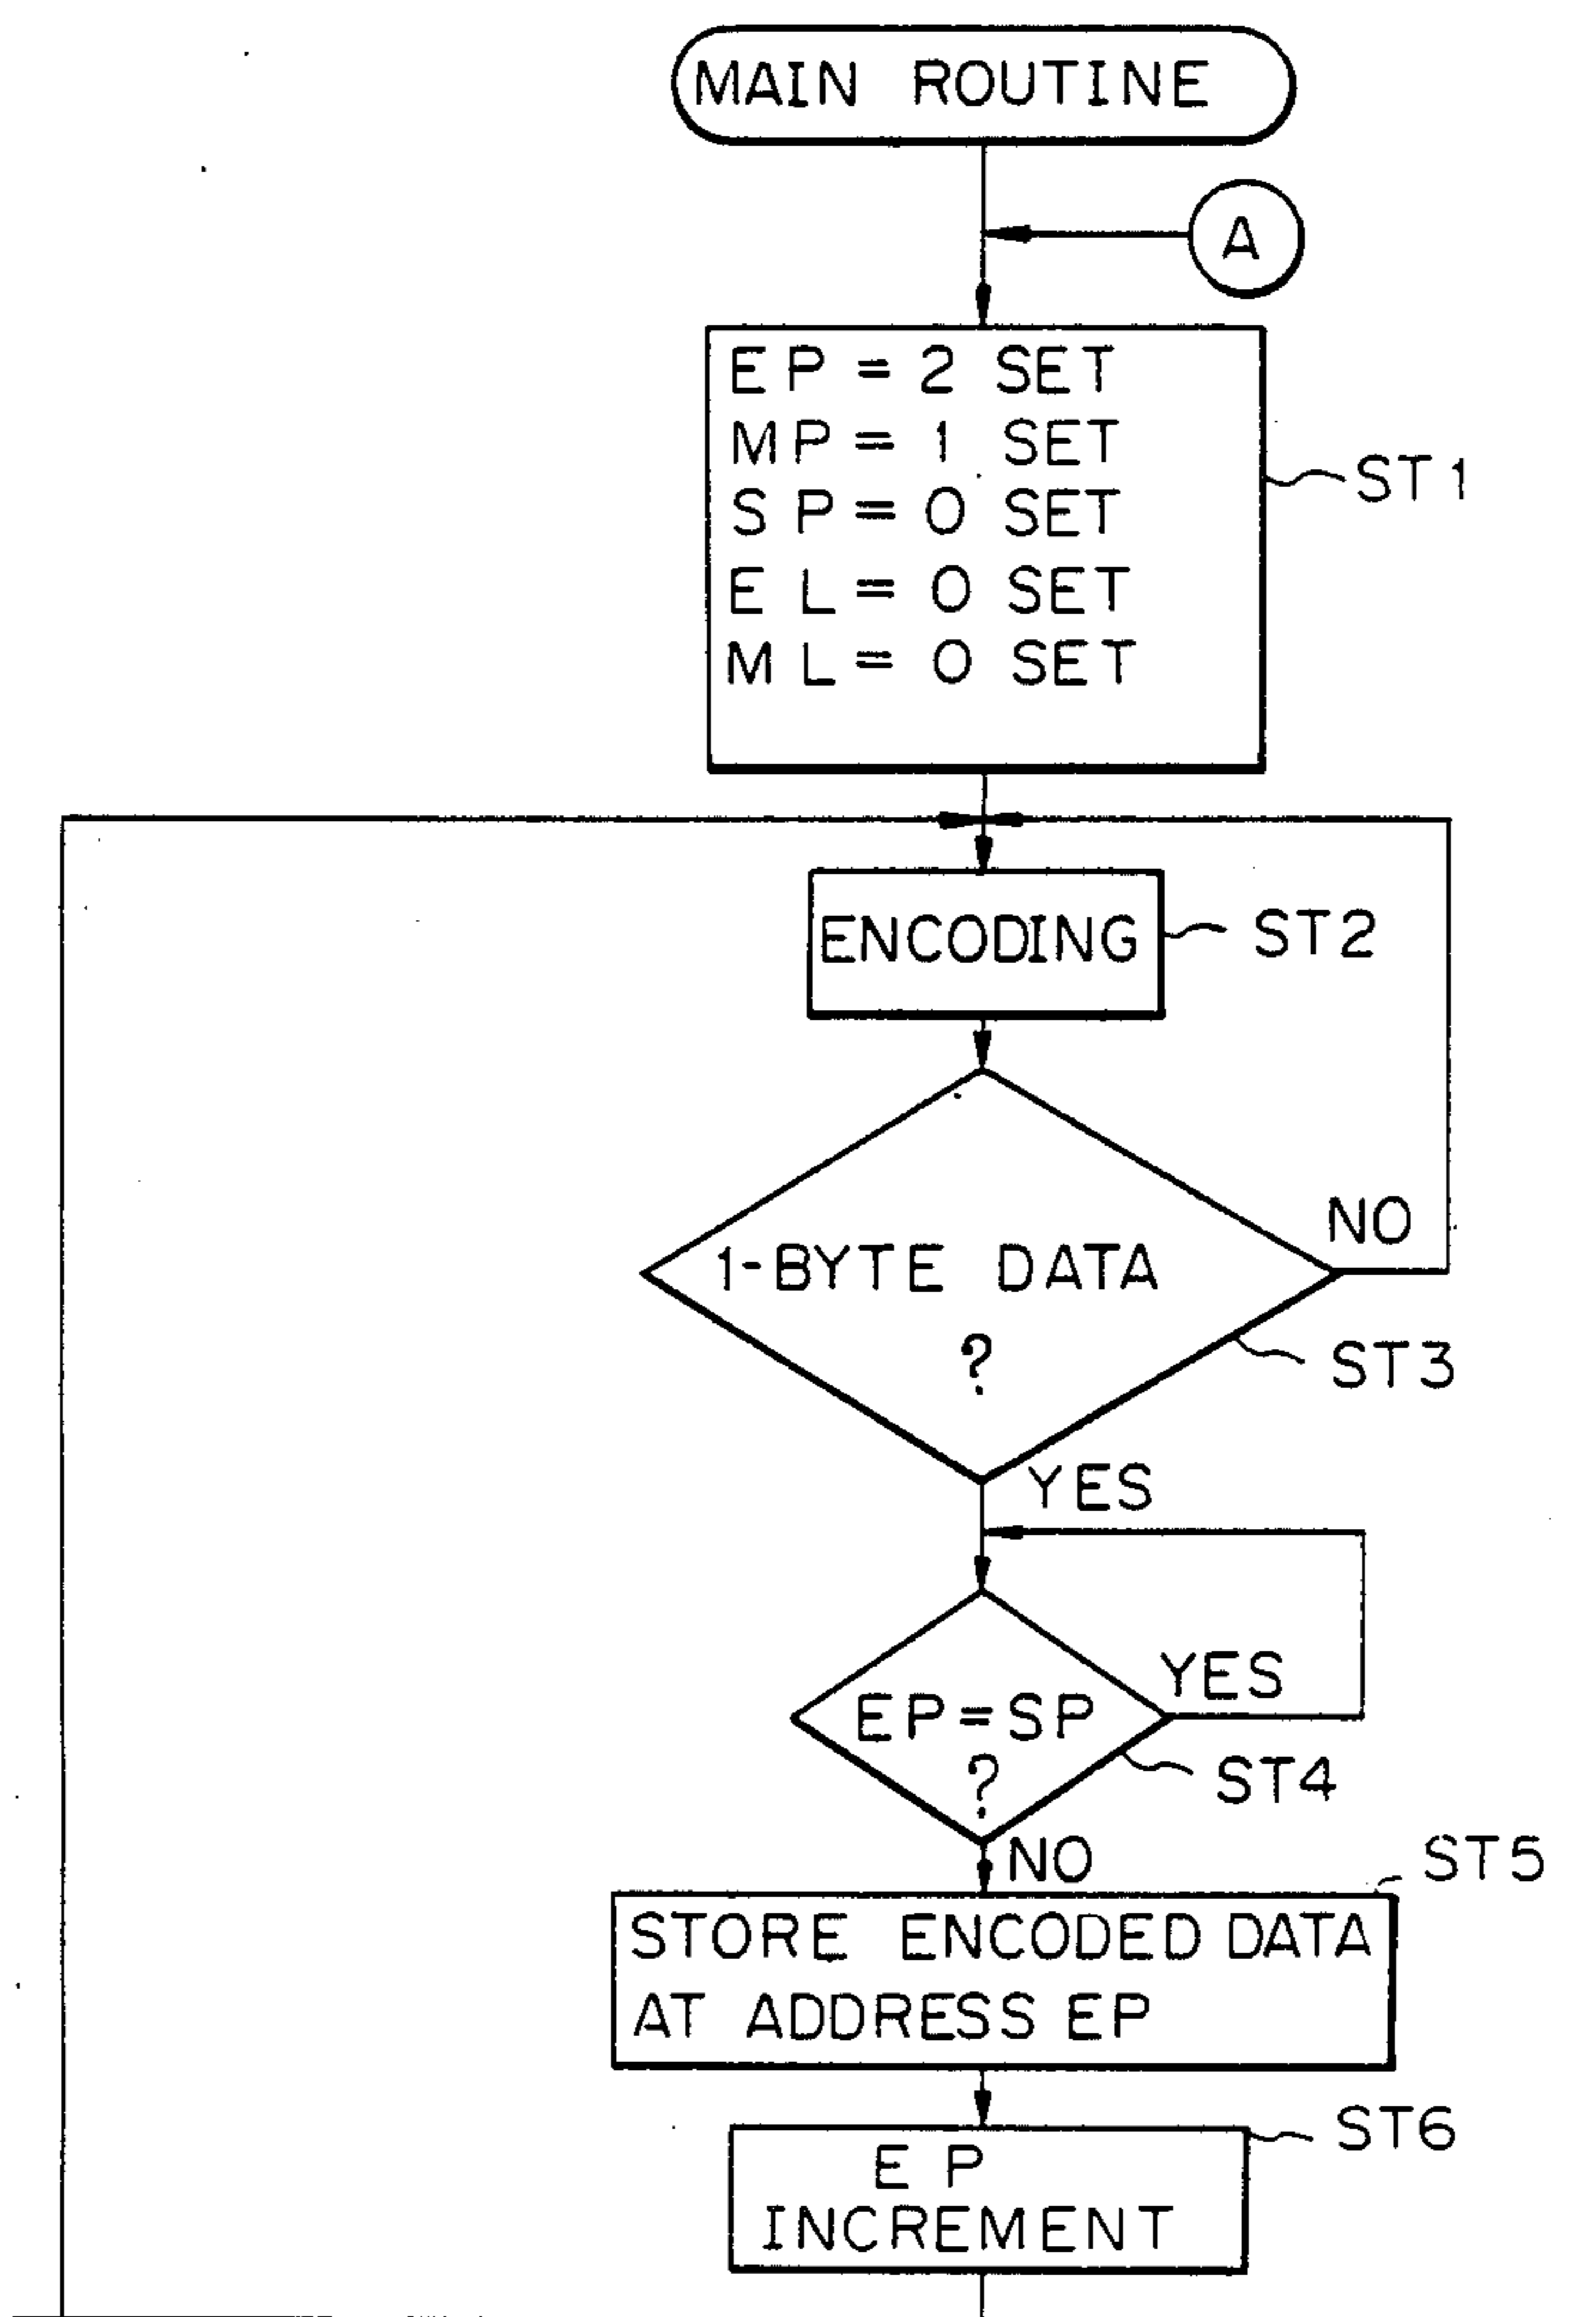 MAIN ROUTINE
A
EP = 2 SET
MP = 1 SET
SP = 0 SET
EL = 0 SET
ML = 0 SET
ST1
ENCODING
ST2
NO
1-BYTE DATA
?
ST3
YES
YES
EP=SP
?
ST4
NO
ST5
STORE ENCODED DATA
AT ADDRESS EP
ST6
EP
INCREMENT